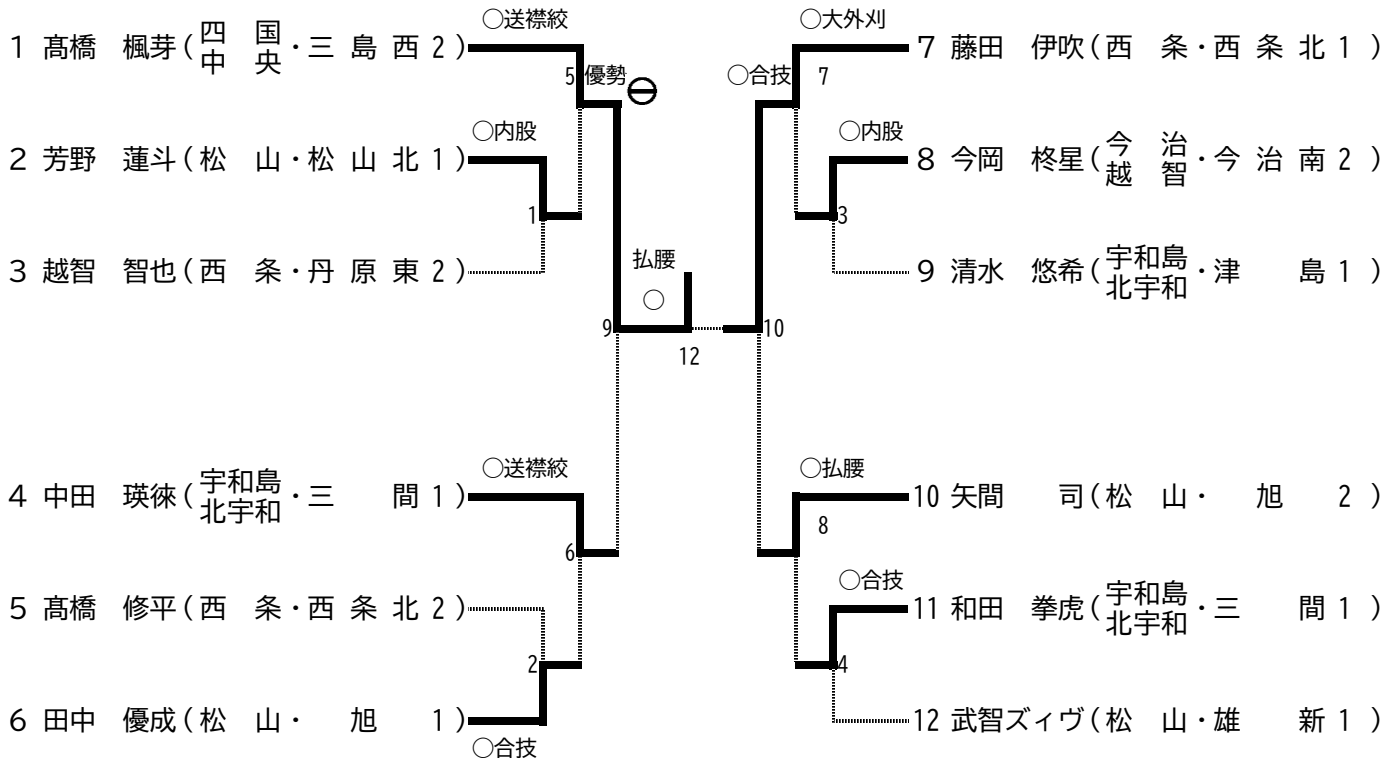 ○送襟絞
1 髙橋 楓芽(四国中央・三島西2)
5 優勢
○内股
2 芳野 蓮斗(松山・松山北1)
1
3 越智 智也(西条・丹原東2)
9
○送襟絞
4 中田 瑛徠(宇和島北宇和・三間1)
6
5 髙橋 修平(西条・西条北2)
2
6 田中 優成(松山・旭1)
○合技
払腰
○
12
○大外刈
7 藤田 伊吹(西条・西条北1)
○合技 7
○内股
8 今岡 柊星(今治越智・今治南2)
3
9 清水 悠希(宇和島北宇和・津島1)
10
○払腰
10 矢間 司(松山・旭2)
8
○合技
11 和田 拳虎(宇和島北宇和・三間1)
4
12 武智ズィヴ(松山・雄新1)